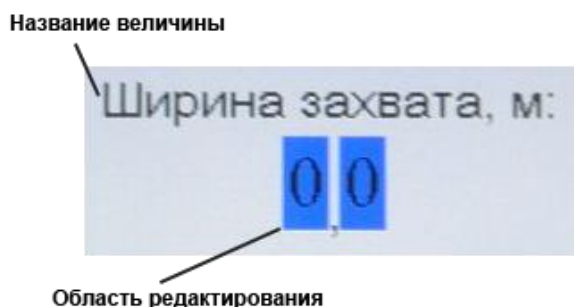 Название величины
Ширина захвата, м:
0,0
Область редактирования